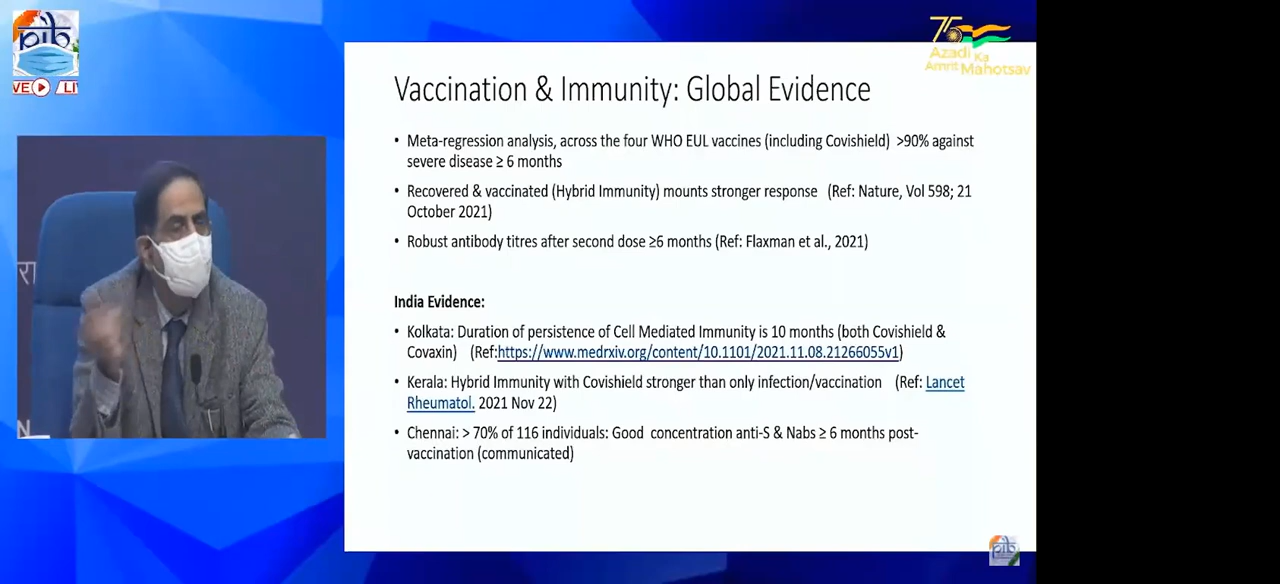 pib
VE LI
75
Azadi Ka
Amrit Mahotsav
Vaccination & Immunity: Global Evidence
• Meta-regression analysis, across the four WHO EUL vaccines (including Covishield) >90% against
severe disease ≥ 6 months
• Recovered & vaccinated (Hybrid Immunity) mounts stronger response (Ref: Nature, Vol 598; 21
October 2021)
• Robust antibody titres after second dose ≥6 months (Ref: Flaxman et al., 2021)
India Evidence:
• Kolkata: Duration of persistence of Cell Mediated Immunity is 10 months (both Covishield &
Covaxin) (Ref:https://www.medrxiv.org/content/10.1101/2021.11.08.21266055v1)
• Kerala: Hybrid Immunity with Covishield stronger than only infection/vaccination (Ref: Lancet
Rheumatol. 2021 Nov 22)
• Chennai: > 70% of 116 individuals: Good concentration anti-S & Nabs ≥ 6 months post-
vaccination (communicated)
रा
N
pib